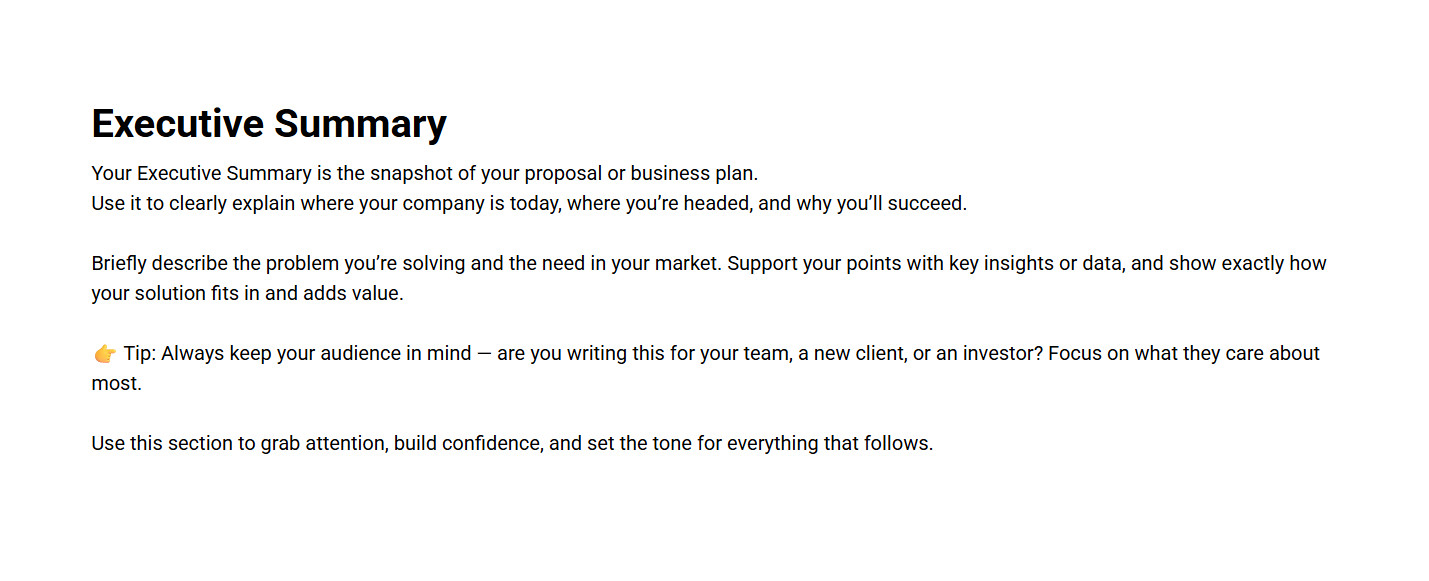 Executive Summary
Your Executive Summary is the snapshot of your proposal or business plan.
Use it to clearly explain where your company is today, where you’re headed, and why you’ll succeed.
Briefly describe the problem you’re solving and the need in your market. Support your points with key insights or data, and show exactly how
your solution fits in and adds value.
👉 Tip: Always keep your audience in mind — are you writing this for your team, a new client, or an investor? Focus on what they care about
most.
Use this section to grab attention, build confidence, and set the tone for everything that follows.